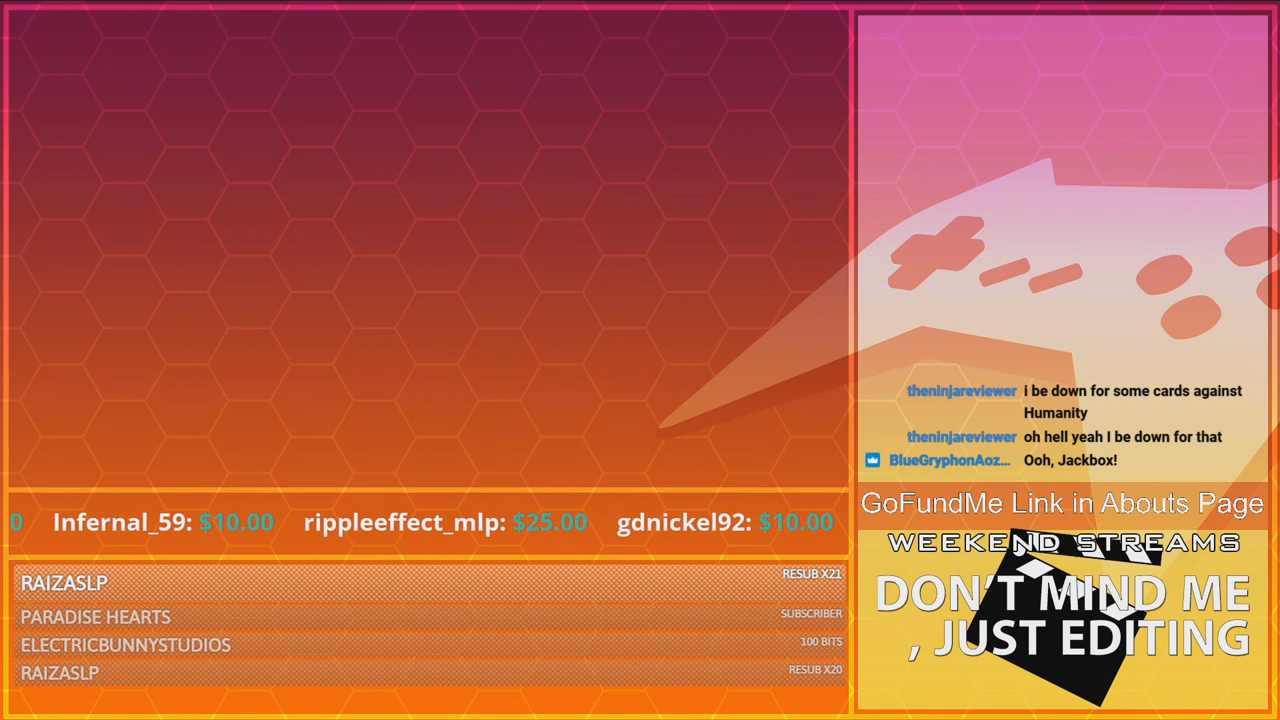 0 Infernal_59: $10.00 rippleeffect_mlp: $25.00 gdnickel92: $10.00
RAIZASLP RESUB X21
PARADISE HEARTS SUBSCRIBER
ELECTRICBUNNYSTUDIOS 100 BITS
RAIZASLP RESUB X20
theninjareviewer i be down for some cards against
Humanity
theninjareviewer oh hell yeah I be down for that
BlueGryphonAoz... Ooh, Jackbox!
GoFundMe Link in Abouts Page
WEEKEND STREAMS
DON'T MIND ME
, JUST EDITING